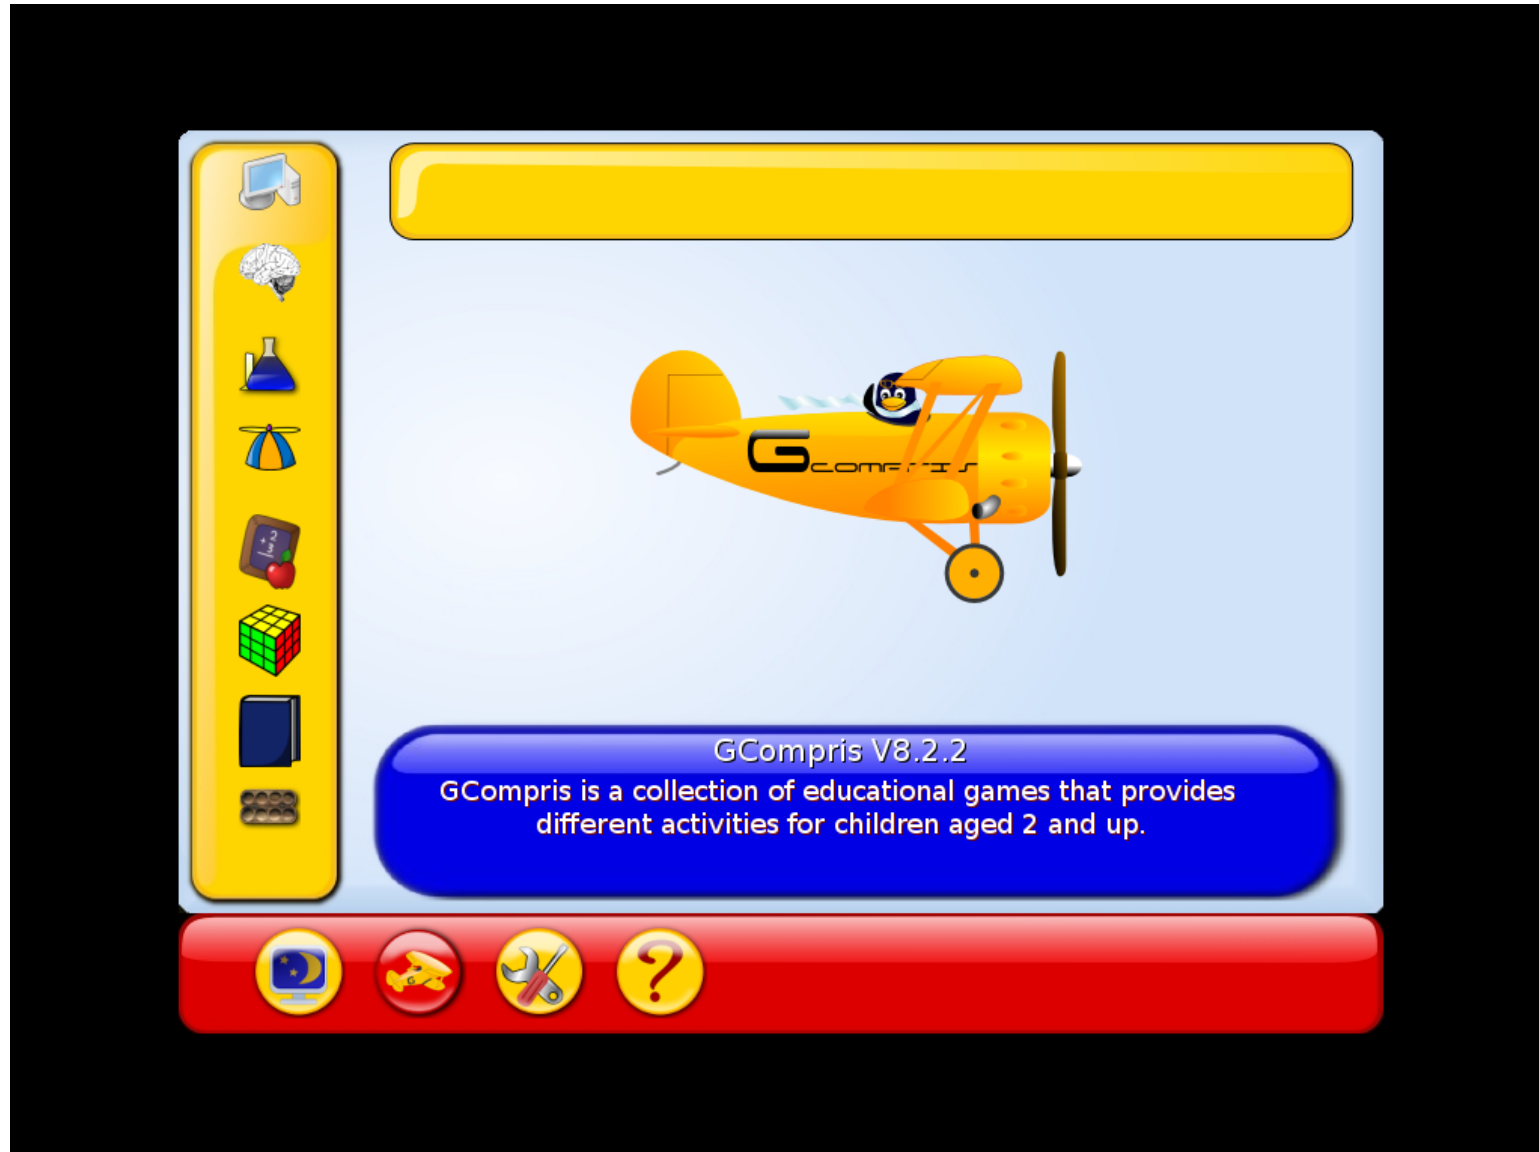 GCOMPRIS
GCompris V8.2.2
GCompris is a collection of educational games that provides
different activities for children aged 2 and up.